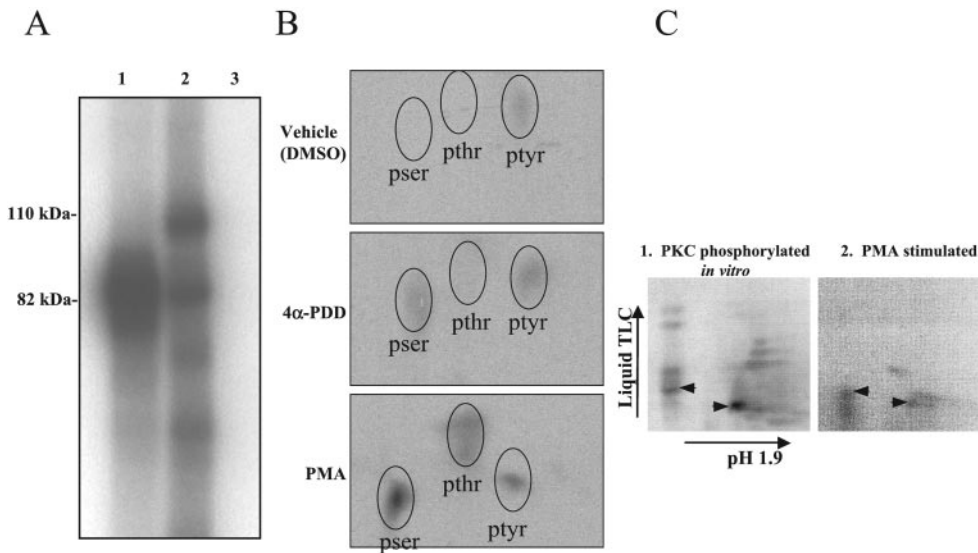 A
B
C
1 2 3
110 kDa-
82 kDa-
Vehicle
(DMSO)
pser
pthr
ptyr
4α-PDD
pser
pthr
ptyr
PMA
pser
pthr
ptyr
1. PKC phosphorylated
in vitro
2. PMA stimulated
Liquid TLC
pH 1.9